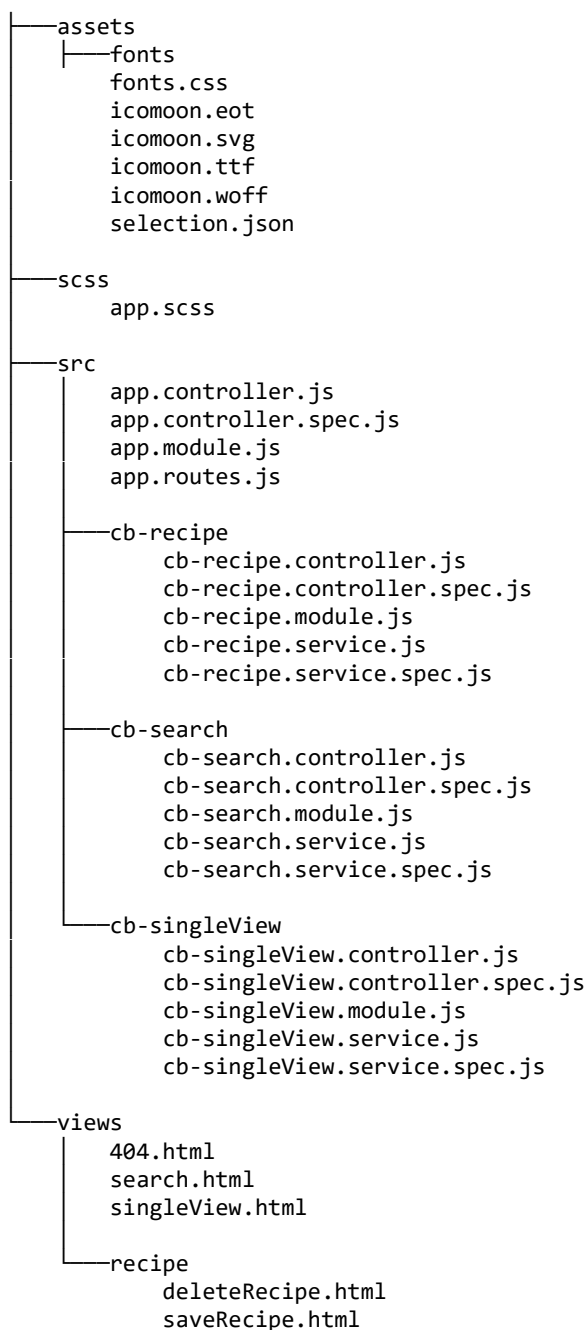 assets
fonts
fonts.css
icomoon.eot
icomoon.svg
icomoon.ttf
icomoon.woff
selection.json
scss
app.scss
src
app.controller.js
app.controller.spec.js
app.module.js
app.routes.js
cb-recipe
cb-recipe.controller.js
cb-recipe.controller.spec.js
cb-recipe.module.js
cb-recipe.service.js
cb-recipe.service.spec.js
cb-search
cb-search.controller.js
cb-search.controller.spec.js
cb-search.module.js
cb-search.service.js
cb-search.service.spec.js
cb-singleView
cb-singleView.controller.js
cb-singleView.controller.spec.js
cb-singleView.module.js
cb-singleView.service.js
cb-singleView.service.spec.js
views
404.html
search.html
singleView.html
recipe
deleteRecipe.html
saveRecipe.html